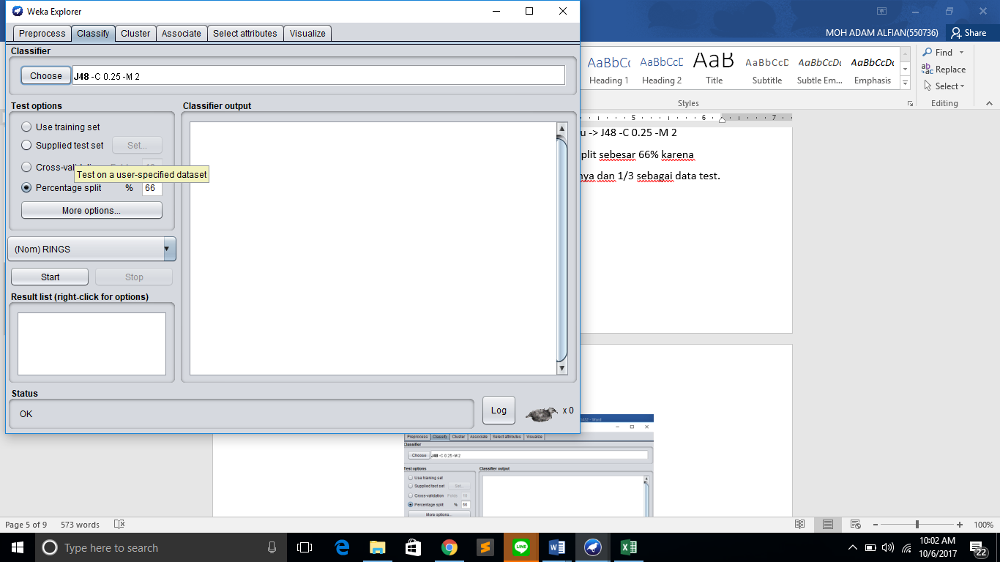 Weka Explorer
Preprocess Classify Cluster Associate Select attributes Visualize
Classifier
Choose J48 -C 0.25 -M 2
Test options
Use training set
Supplied test set Set...
Cross-val
Test on a user-specified dataset
Percentage split % 66
More options...
(Nom) RINGS
Start Stop
Result list (right-click for options)
Classifier output
Status
OK
Log x 0
MOH ADAM ALFIAN(550736) Share
AaBbCc AaBbCcD AaB AaBbCcD AaBbCcDc AaBbCcDc
Heading 1 Heading 2 Title Subtitle Subtle Em... Emphasis
Styles
Find
Replace
Select
Editing
5 6 7
u -> J48 -C 0.25 -M 2
plit sebesar 66% karena
nya dan 1/3 sebagai data test.
- Word
Preprocess Classify Cluster Associate Select attributes Visualize
Classifier
Choose J48 -C 0.25 -M 2
Test options Classifier output
Use training set
Supplied test set Set...
Cross-validation Folds 10
Percentage split % 66
More options...
Page 5 of 9 573 words 100%
Type here to search
LINE
10:02 AM
10/6/2017
22